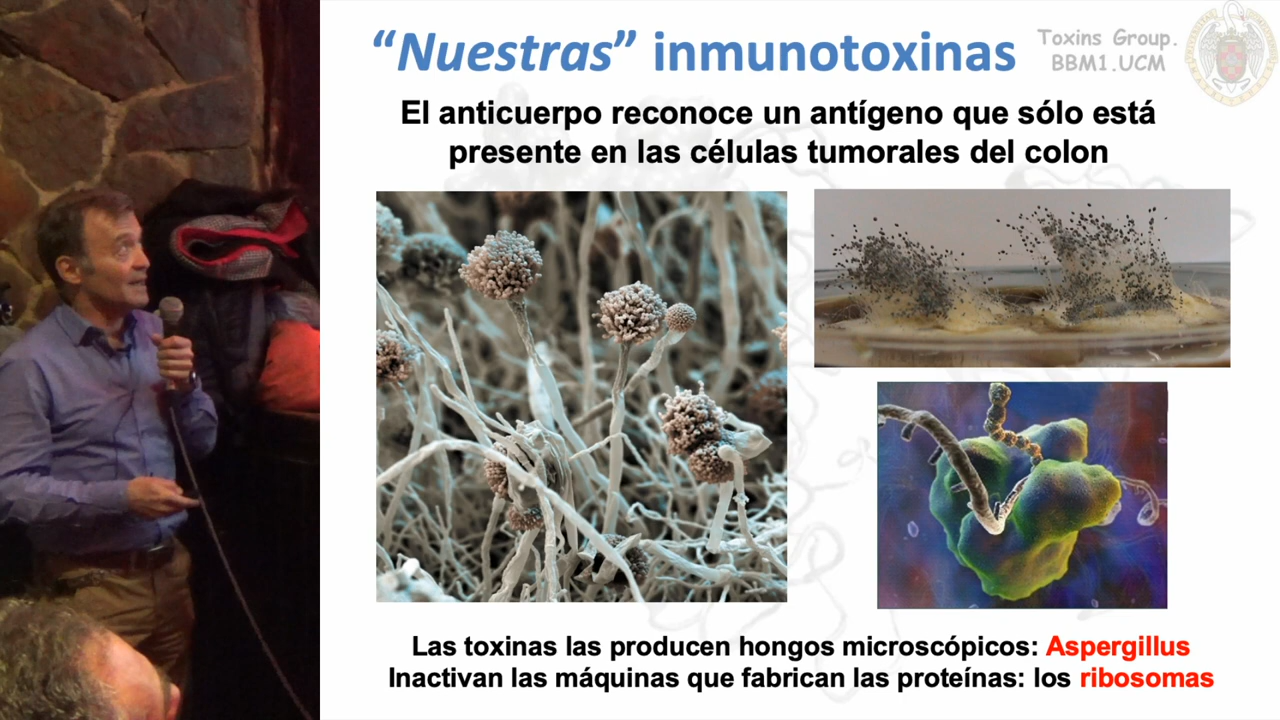 “Nuestras” inmunotoxinas
Toxins Group.
BBM1.UCM
El anticuerpo reconoce un antígeno que sólo está
presente en las células tumorales del colon
Las toxinas las producen hongos microscópicos: Aspergillus
Inactivan las máquinas que fabrican las proteínas: los ribosomas